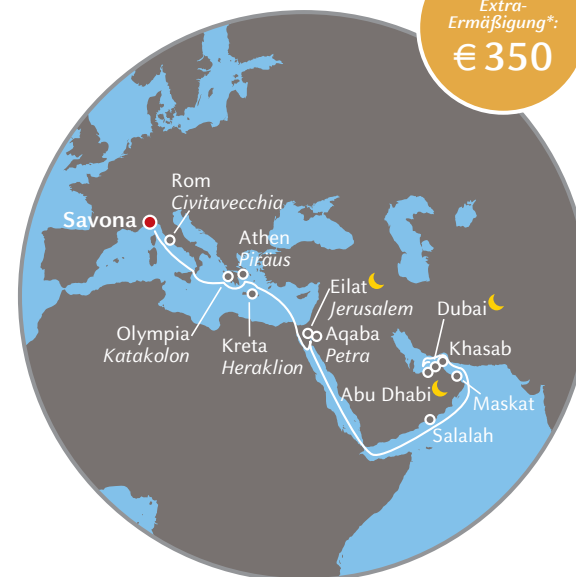 Extra-
Ermäßigung*:
€ 350
Rom
Civitavecchia
Savona
Athen
Piräus
Eilat
Jerusalem
Dubai
Olympia
Katakolon
Kreta
Heraklion
Aqaba
Petra
Khasab
Abu Dhabi
Maskat
Salalah